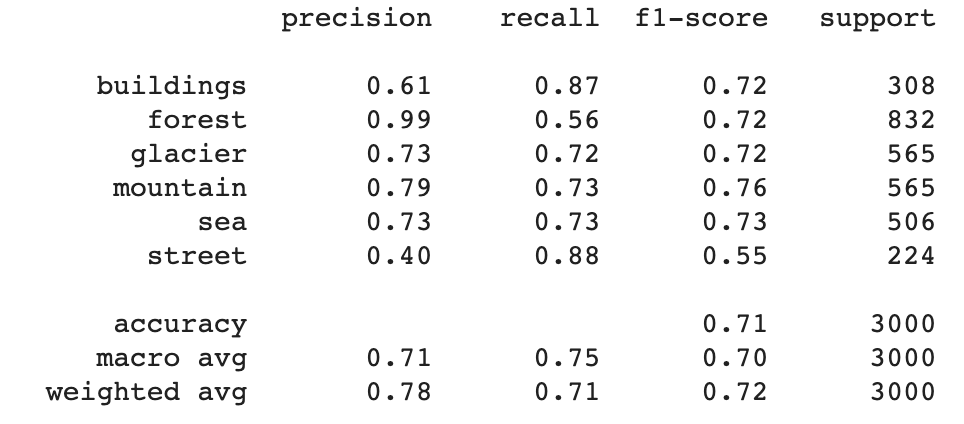 precision recall f1-score support
buildings 0.61 0.87 0.72 308
forest 0.99 0.56 0.72 832
glacier 0.73 0.72 0.72 565
mountain 0.79 0.73 0.76 565
sea 0.73 0.73 0.73 506
street 0.40 0.88 0.55 224
accuracy 0.71 3000
macro avg 0.71 0.75 0.70 3000
weighted avg 0.78 0.71 0.72 3000